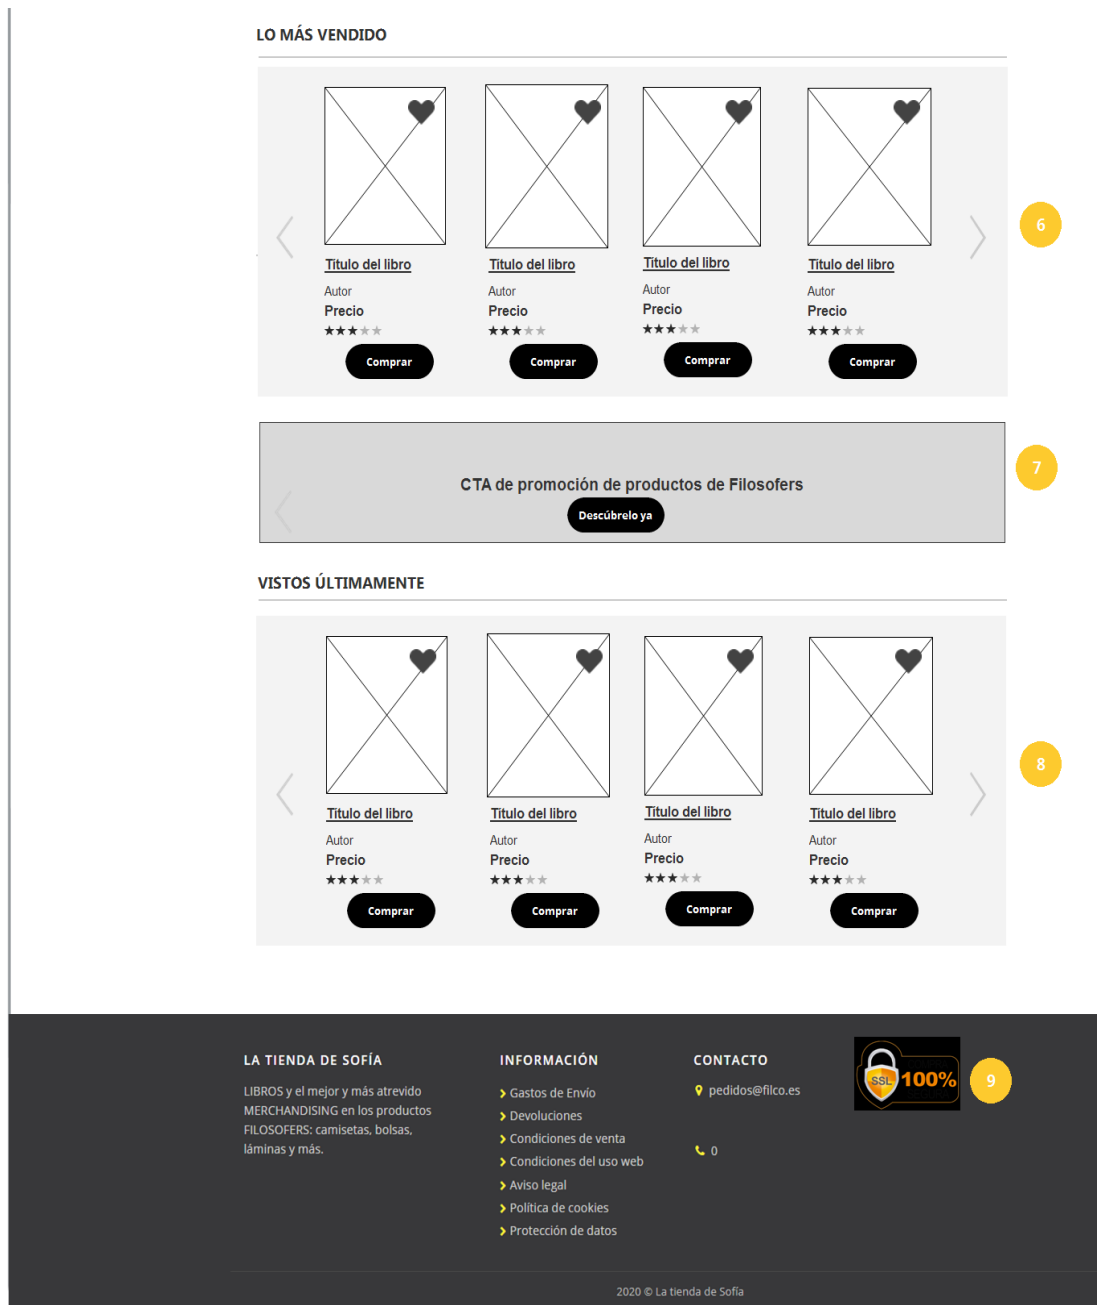 LO MÁS VENDIDO
6
Titulo del libro
Titulo del libro
Titulo del libro
Titulo del libro
Autor
Autor
Autor
Autor
Precio
Precio
Precio
Precio
Comprar
Comprar
Comprar
Comprar
7
CTA de promoción de productos de Filosofers
Descúbrelo ya
VISTOS ÚLTIMAMENTE
8
Titulo del libro
Titulo del libro
Titulo del libro
Titulo del libro
Autor
Autor
Autor
Autor
Precio
Precio
Precio
Precio
Comprar
Comprar
Comprar
Comprar
LA TIENDA DE SOFÍA
LIBROS y el mejor y más atrevido
MERCHANDISING en los productos
FILOSOFERS: camisetas, bolsas,
láminas y más.
INFORMACIÓN
Gastos de Envío
Devoluciones
Condiciones de venta
Condiciones del uso web
Aviso legal
Política de cookies
Protección de datos
CONTACTO
pedidos@filco.es
0
SSL 100%
9
2020 © La tienda de Sofía